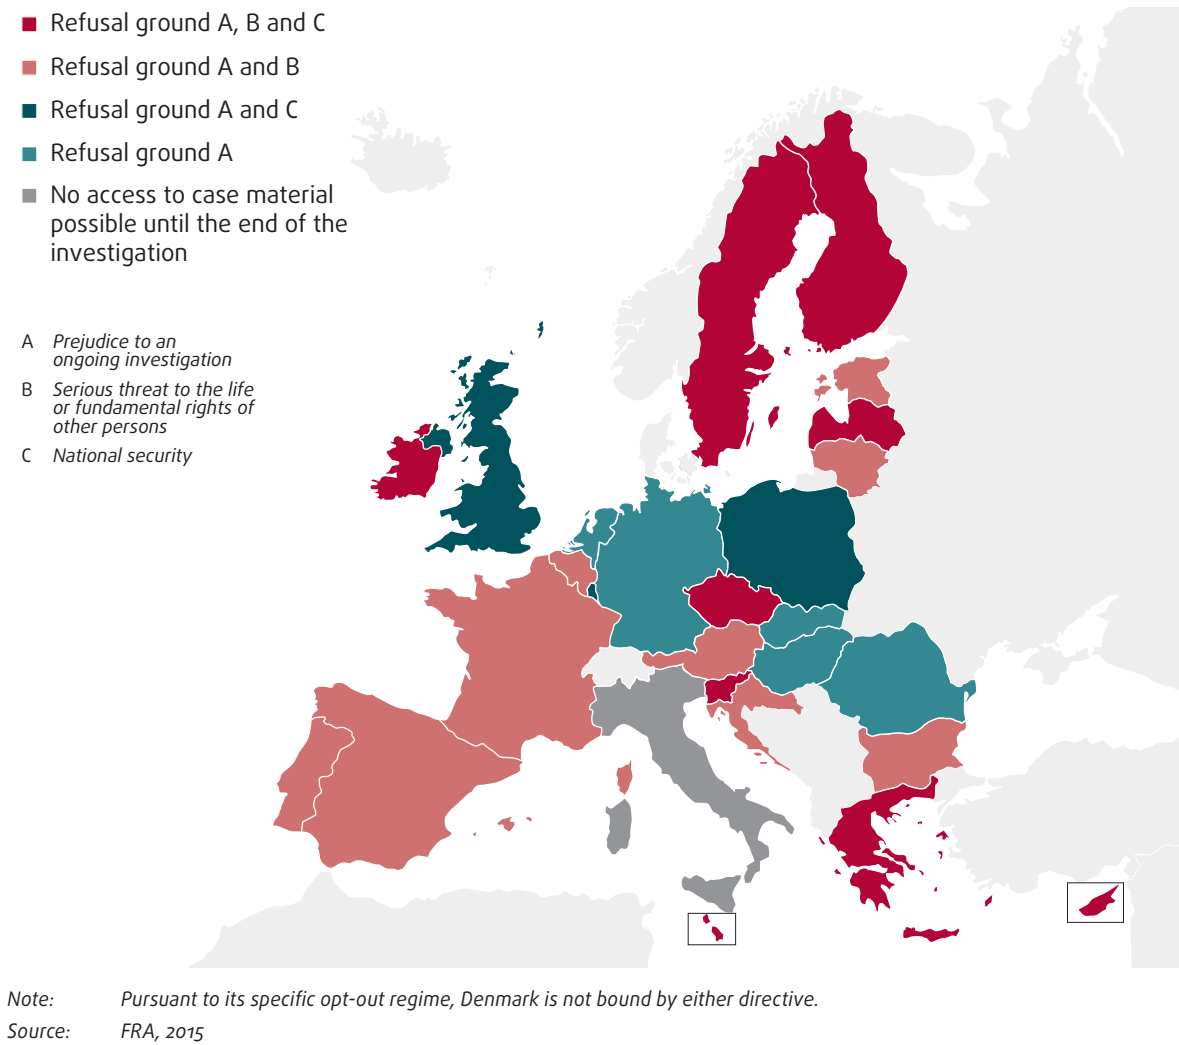 Refusal ground A, B and C
Refusal ground A and B
Refusal ground A and C
Refusal ground A
No access to case material
possible until the end of the
investigation
A Prejudice to an
ongoing investigation
B Serious threat to the life
or fundamental rights of
other persons
C National security
Note: Pursuant to its specific opt-out regime, Denmark is not bound by either directive.
Source: FRA, 2015